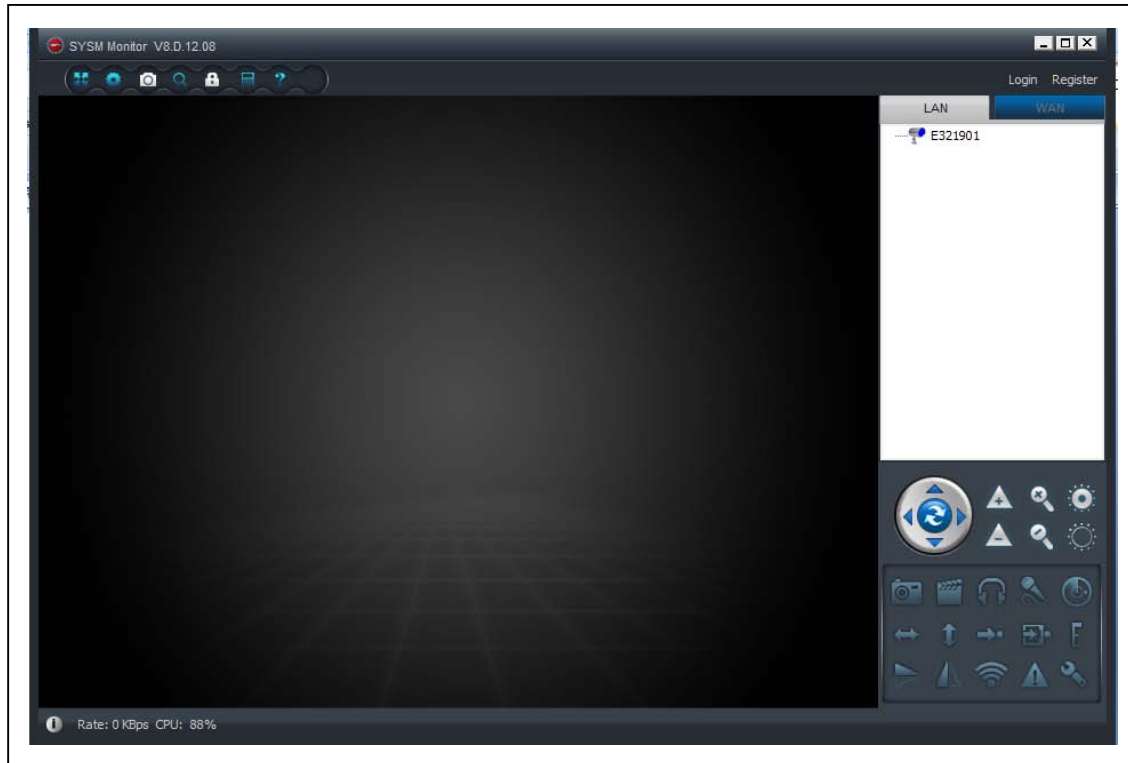 SYSM Monitor V8.D.12.08
Login Register
LAN WAN
E321901
Rate: 0 KBps CPU: 88%